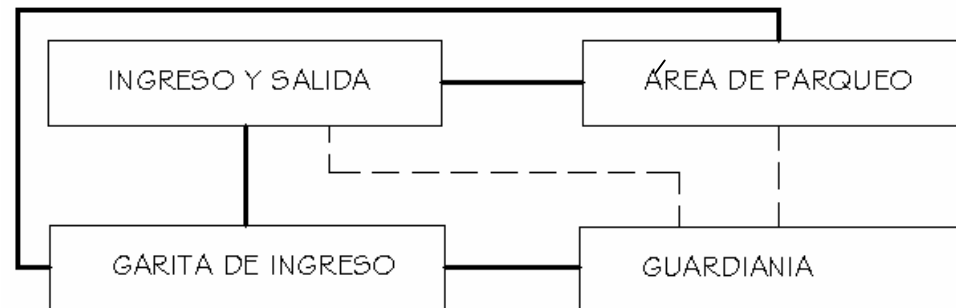 INGRESO Y SALIDA
ÁREA DE PARQUEO
GARITA DE INGRESO
GUARDIANIA